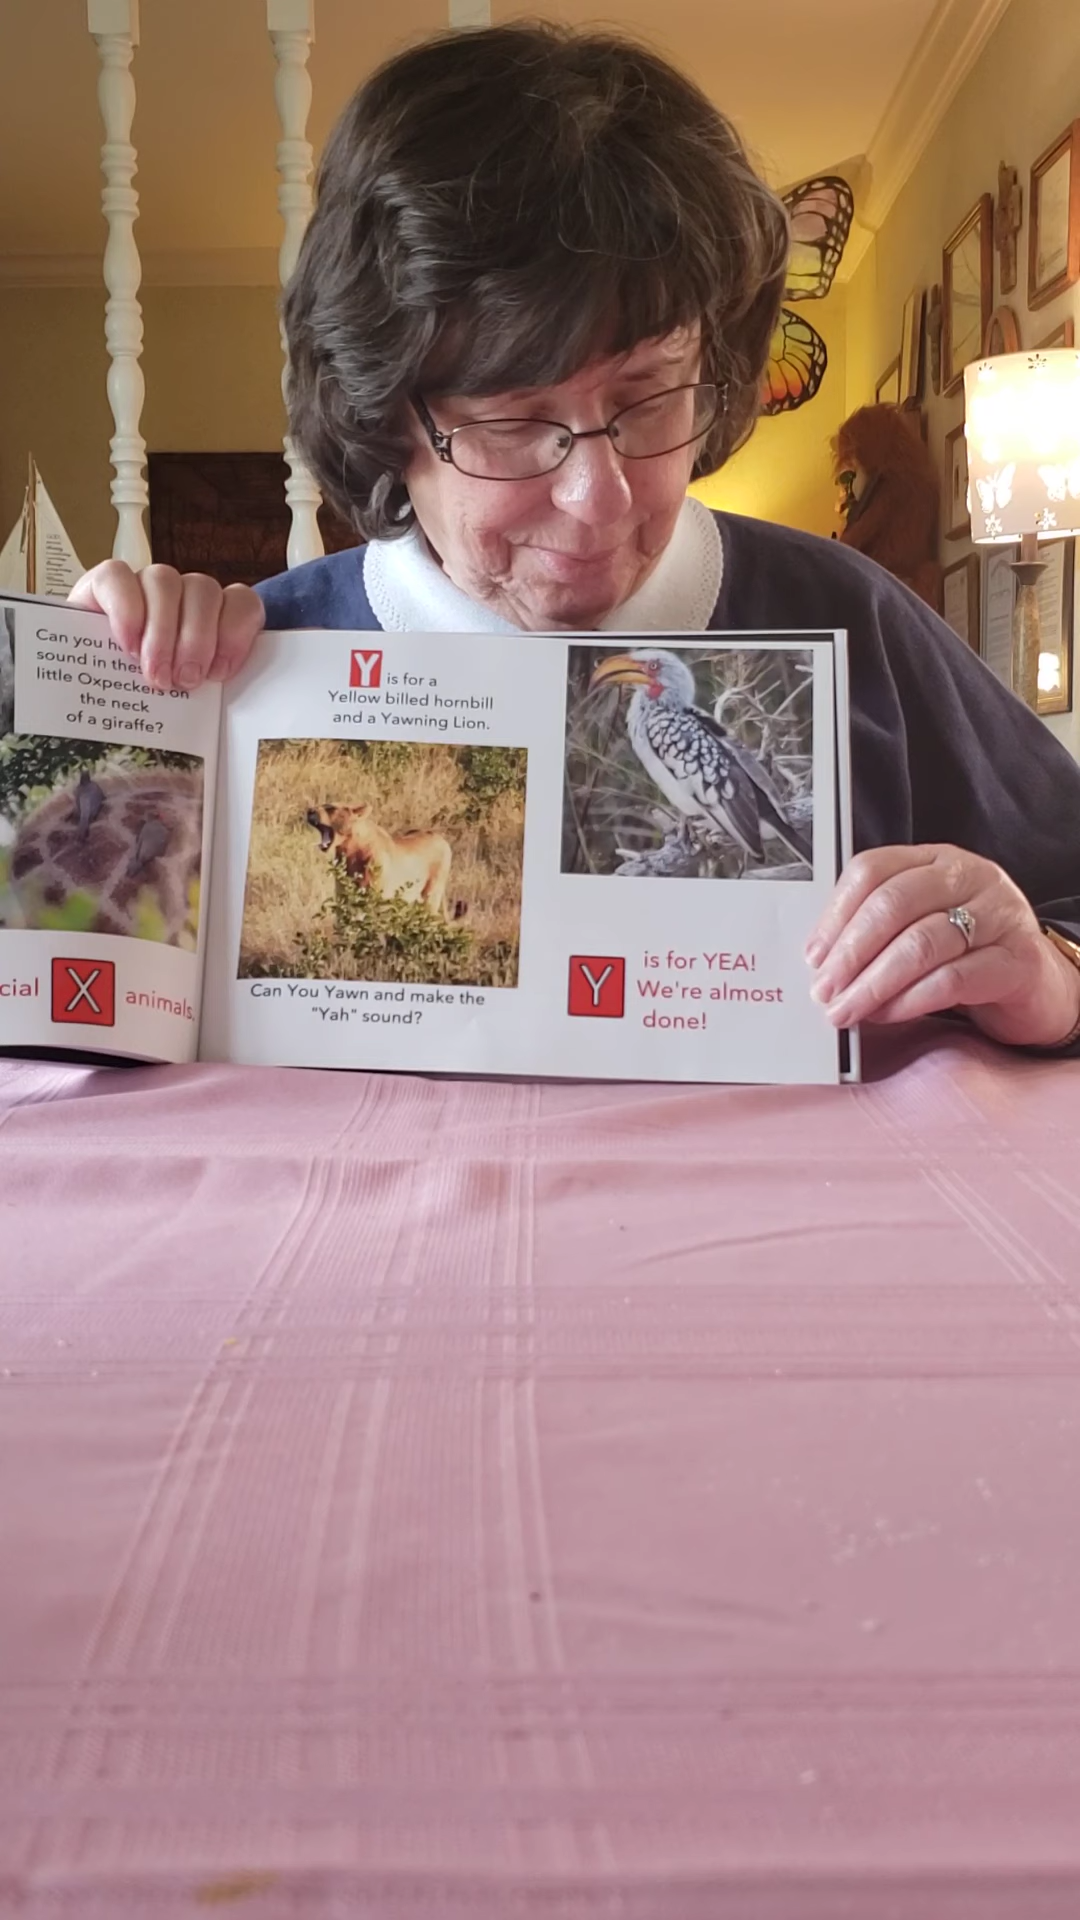 Can you
sound in
little Oxpeckers on
the neck
of a giraffe?
cial X animals.
Y is for a
Yellow billed hornbill
and a Yawning Lion.
Can You Yawn and make the
"Yah" sound?
Y is for YEA!
We're almost
done!